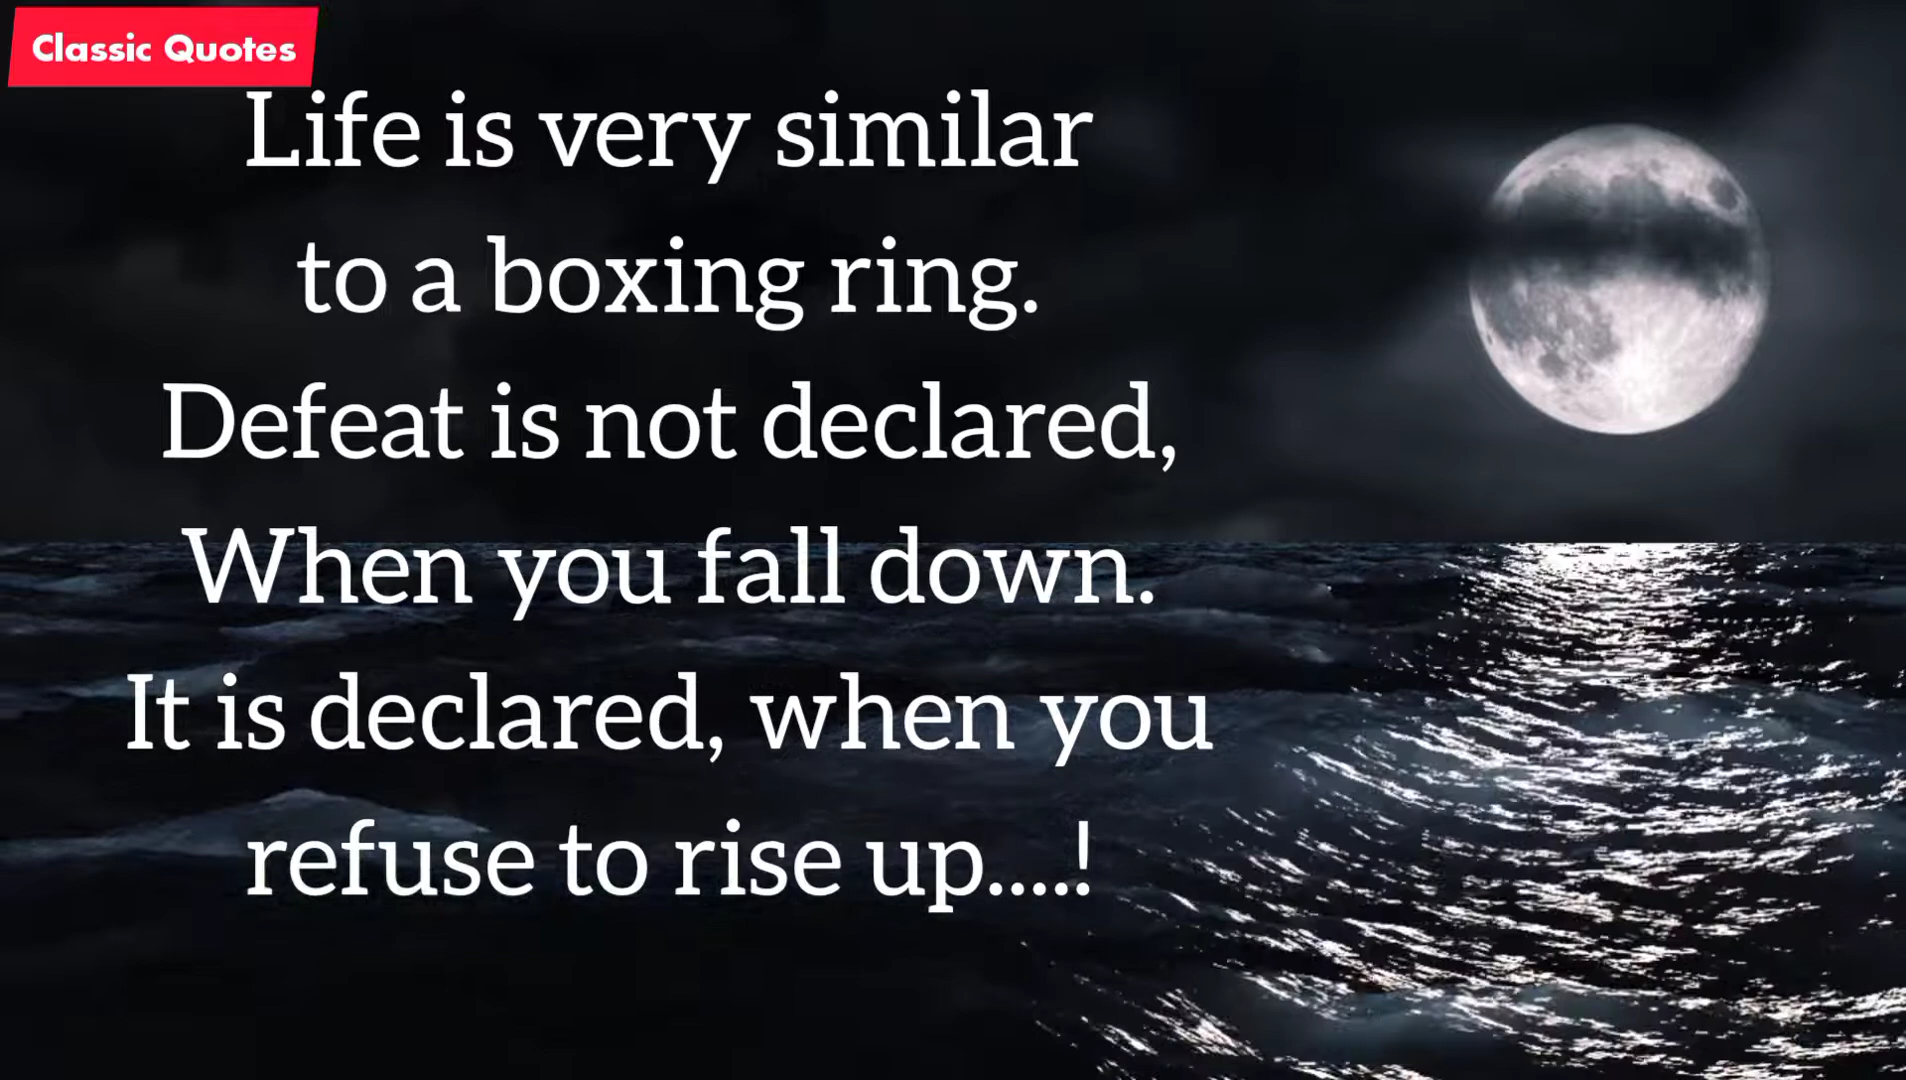 Classic Quotes
Life is very similar
to a boxing ring.
Defeat is not declared,
When you fall down.
It is declared, when you
refuse to rise up....!